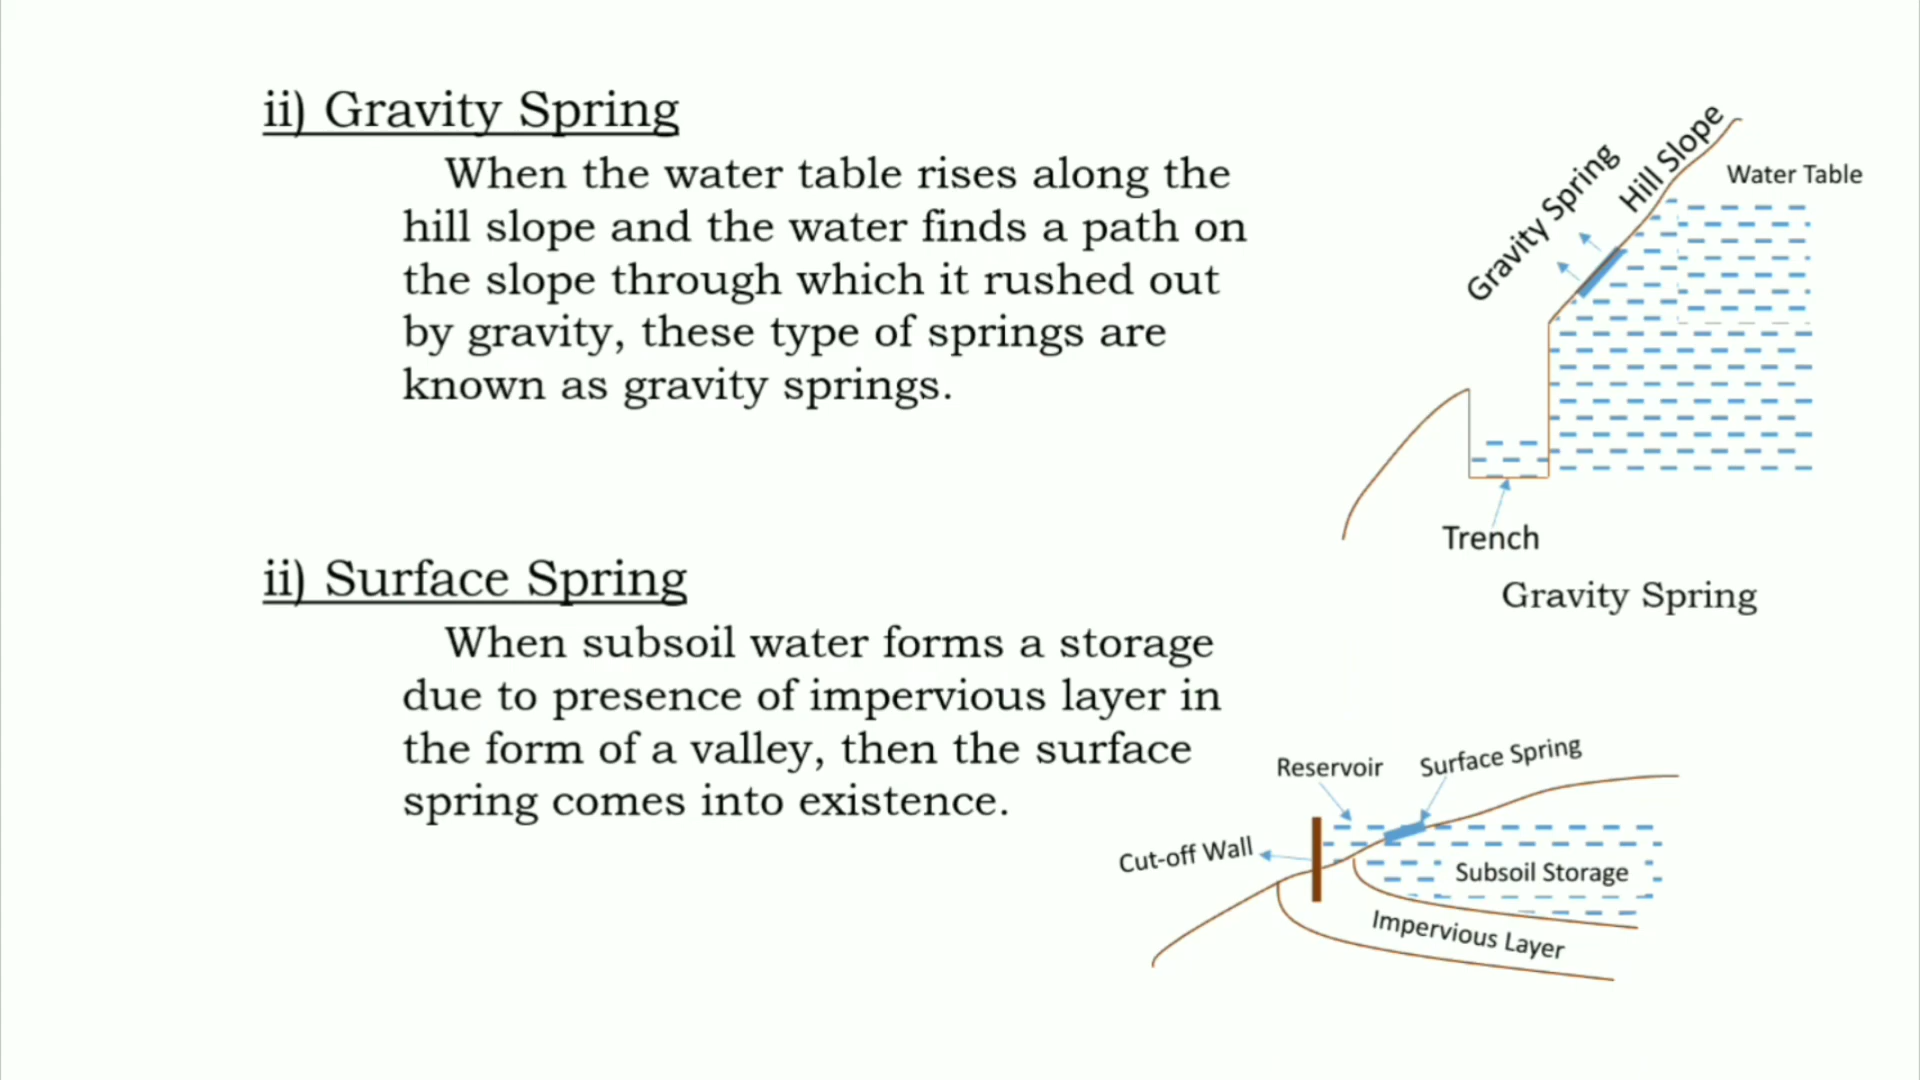 ii) Gravity Spring
When the water table rises along the
hill slope and the water finds a path on
the slope through which it rushed out
by gravity, these type of springs are
known as gravity springs.
Gravity Spring
Hill Slope
Water Table
Trench
Gravity Spring
ii) Surface Spring
When subsoil water forms a storage
due to presence of impervious layer in
the form of a valley, then the surface
spring comes into existence.
Reservoir
Surface Spring
Cut-off Wall
Subsoil Storage
Impervious Layer